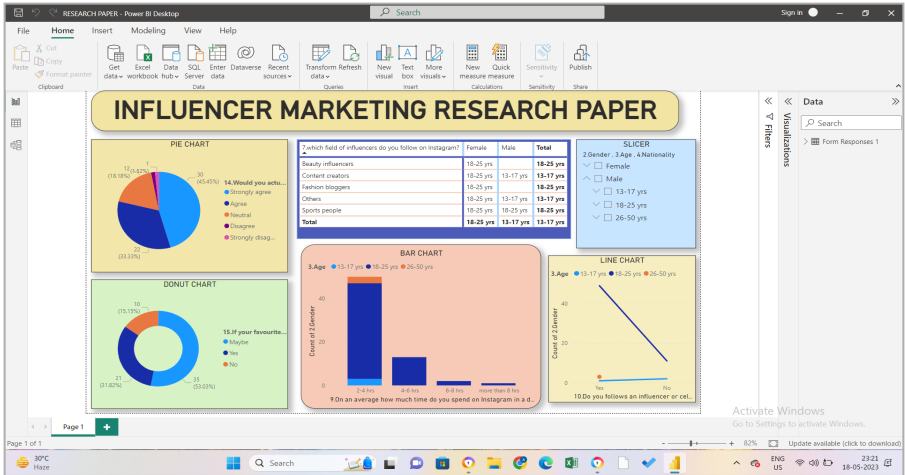 RESEARCH PAPER - Power BI Desktop
Search
Sign in
File Home Insert Modeling View Help
Paste
Cut
Copy
Format painter
Clipboard
Get data
Excel workbook
Data hub
SQL Server
Enter data
Dataverse
Recent sources
Data
Transform data
Refresh
Queries
New visual
Text box
More visuals
Insert
New measure
Quick measure
Calculations
Sensitivity
Sensitivity
Publish
Share
INFLUENCER MARKETING RESEARCH PAPER
PIE CHART
1
12 (1.52%)
(18.18%)
30
(45.45%)
22
(33.33%)
14.Would you actu...
Strongly agree
Agree
Neutral
Disagree
Strongly disag...
7.which field of influencers do you follow on Instagram? Female Male Total
Beauty influencers 18-25 yrs 18-25 yrs
Content creators 18-25 yrs 13-17 yrs 13-17 yrs
Fashion bloggers 18-25 yrs 18-25 yrs
Others 18-25 yrs 13-17 yrs 13-17 yrs
Sports people 18-25 yrs 18-25 yrs 18-25 yrs
Total 18-25 yrs 13-17 yrs 13-17 yrs
SLICER
2.Gender , 3.Age , 4.Nationality
Female
Male
13-17 yrs
18-25 yrs
26-50 yrs
DONUT CHART
10
(15.15%)
21
(31.82%)
35
(53.03%)
15.If your favourite...
Maybe
Yes
No
BAR CHART
3.Age 13-17 yrs 18-25 yrs 26-50 yrs
Count of 2.Gender
40
20
0
2-4 hrs 4-6 hrs 6-8 hrs more than 8 hrs
9.On an average how much time do you spend on Instagram in a d...
LINE CHART
3.Age 13-17 yrs 18-25 yrs 26-50 yrs
Count of 2.Gender
40
20
0
Yes No
10.Do you follows an influencer or cel...
Filters
Visualizations
Data
Search
Form Responses 1
Activate Windows
Go to Settings to activate Windows.
Page 1
Page 1 of 1
82%
Update available (click to download)
30°C
Haze
Search
ENG
US
23:21
18-05-2023